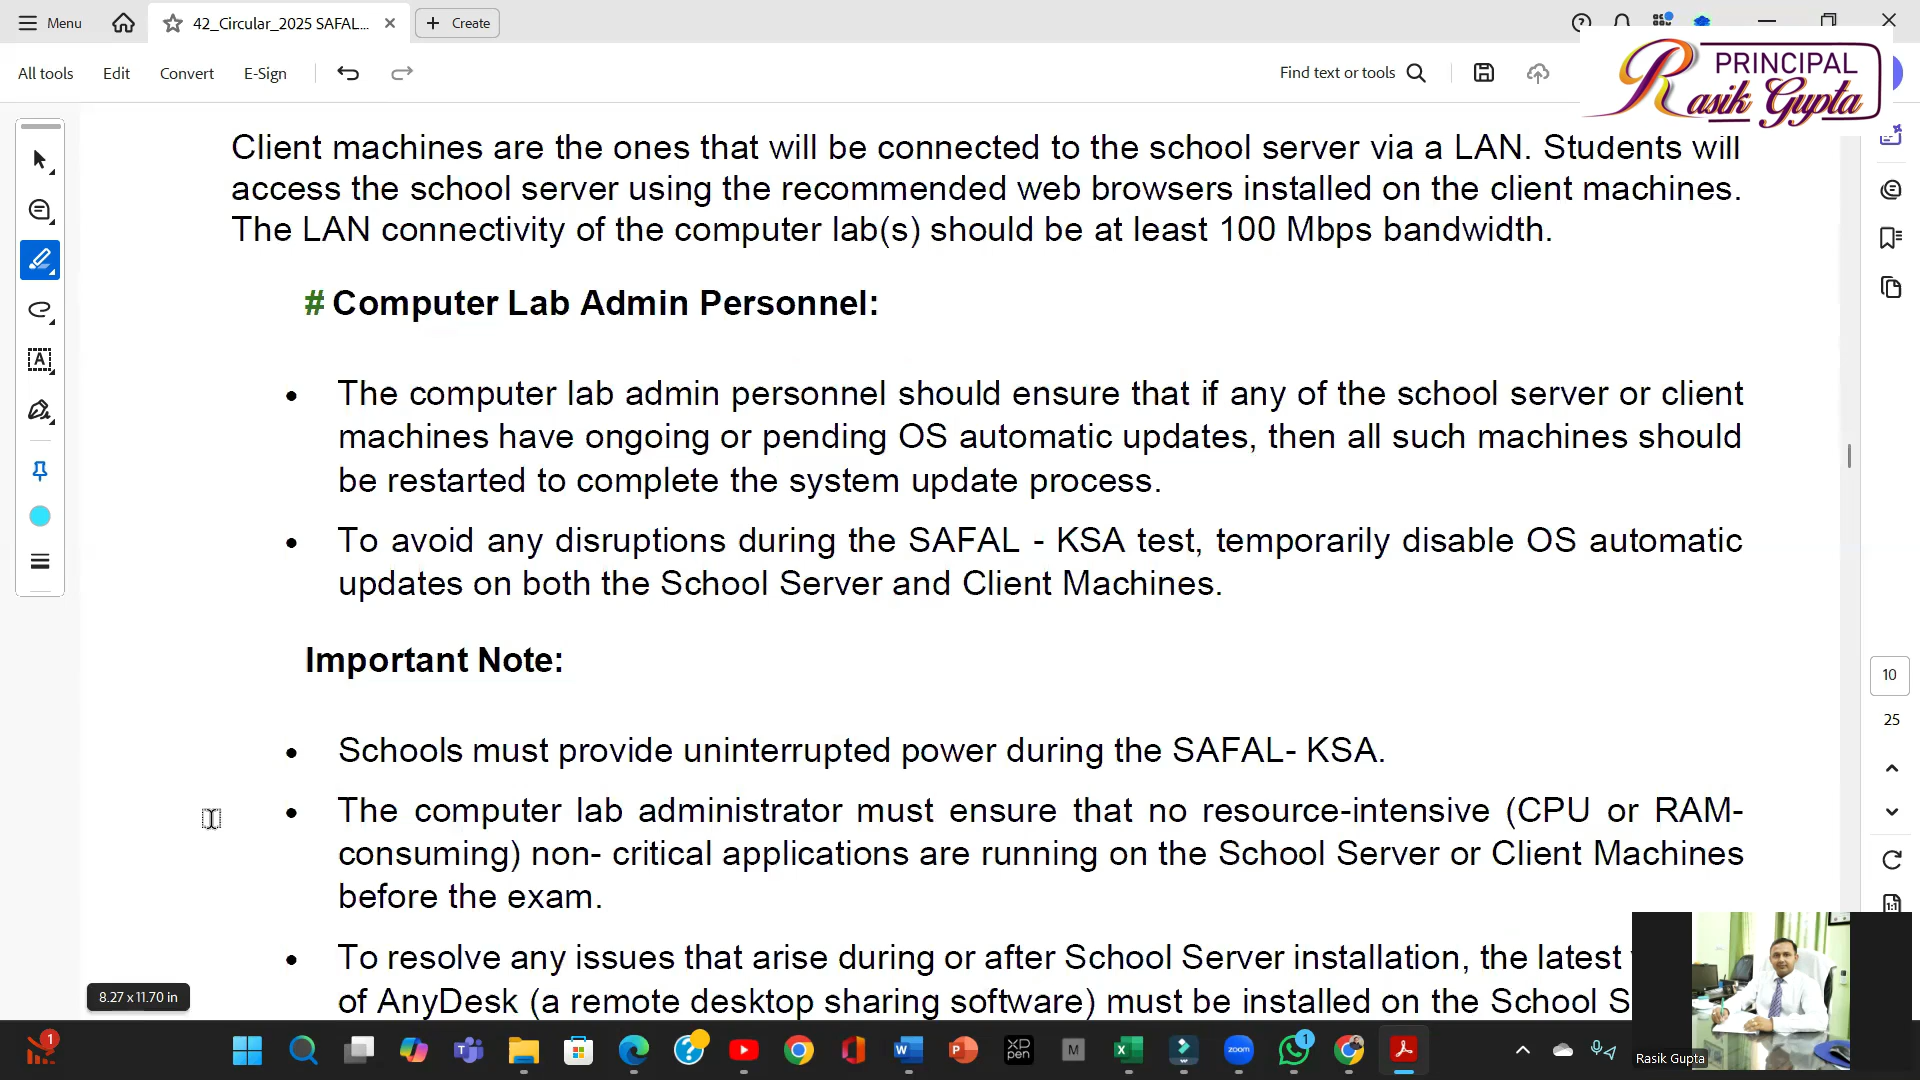 Menu
42_Circular_2025 SAFAL...
Create
All tools
Edit
Convert
E-Sign
Find text or tools
PRINCIPAL
Rasik Gupta
Client machines are the ones that will be connected to the school server via a LAN. Students will
access the school server using the recommended web browsers installed on the client machines.
The LAN connectivity of the computer lab(s) should be at least 100 Mbps bandwidth.
# Computer Lab Admin Personnel:
• The computer lab admin personnel should ensure that if any of the school server or client
machines have ongoing or pending OS automatic updates, then all such machines should
be restarted to complete the system update process.
• To avoid any disruptions during the SAFAL - KSA test, temporarily disable OS automatic
updates on both the School Server and Client Machines.
Important Note:
• Schools must provide uninterrupted power during the SAFAL- KSA.
• The computer lab administrator must ensure that no resource-intensive (CPU or RAM-
consuming) non- critical applications are running on the School Server or Client Machines
before the exam.
• To resolve any issues that arise during or after School Server installation, the latest
of AnyDesk (a remote desktop sharing software) must be installed on the School S
10
25
1:1
8.27 x 11.70 in
1
XP
pen
M
zoom
1
Rasik Gupta